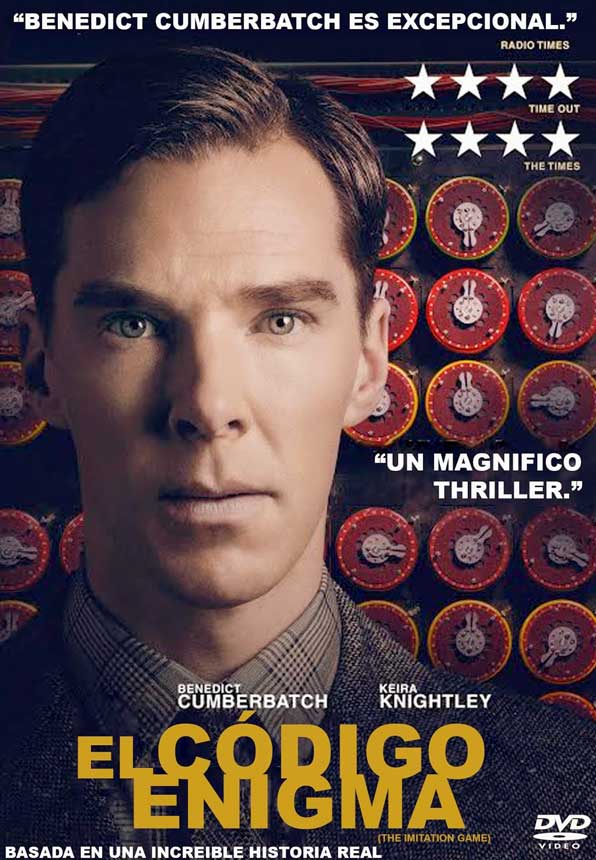 “BENEDICT CUMBERBATCH ES EXCEPCIONAL.”
RADIO TIMES
TIME OUT
THE TIMES
“UN MAGNIFICO
THRILLER.”
BENEDICT
CUMBERBATCH
KEIRA
KNIGHTLEY
EL CÓDIGO
ENIGMA
(THE IMITATION GAME)
DVD
VIDEO
BASADA EN UNA INCREIBLE HISTORIA REAL